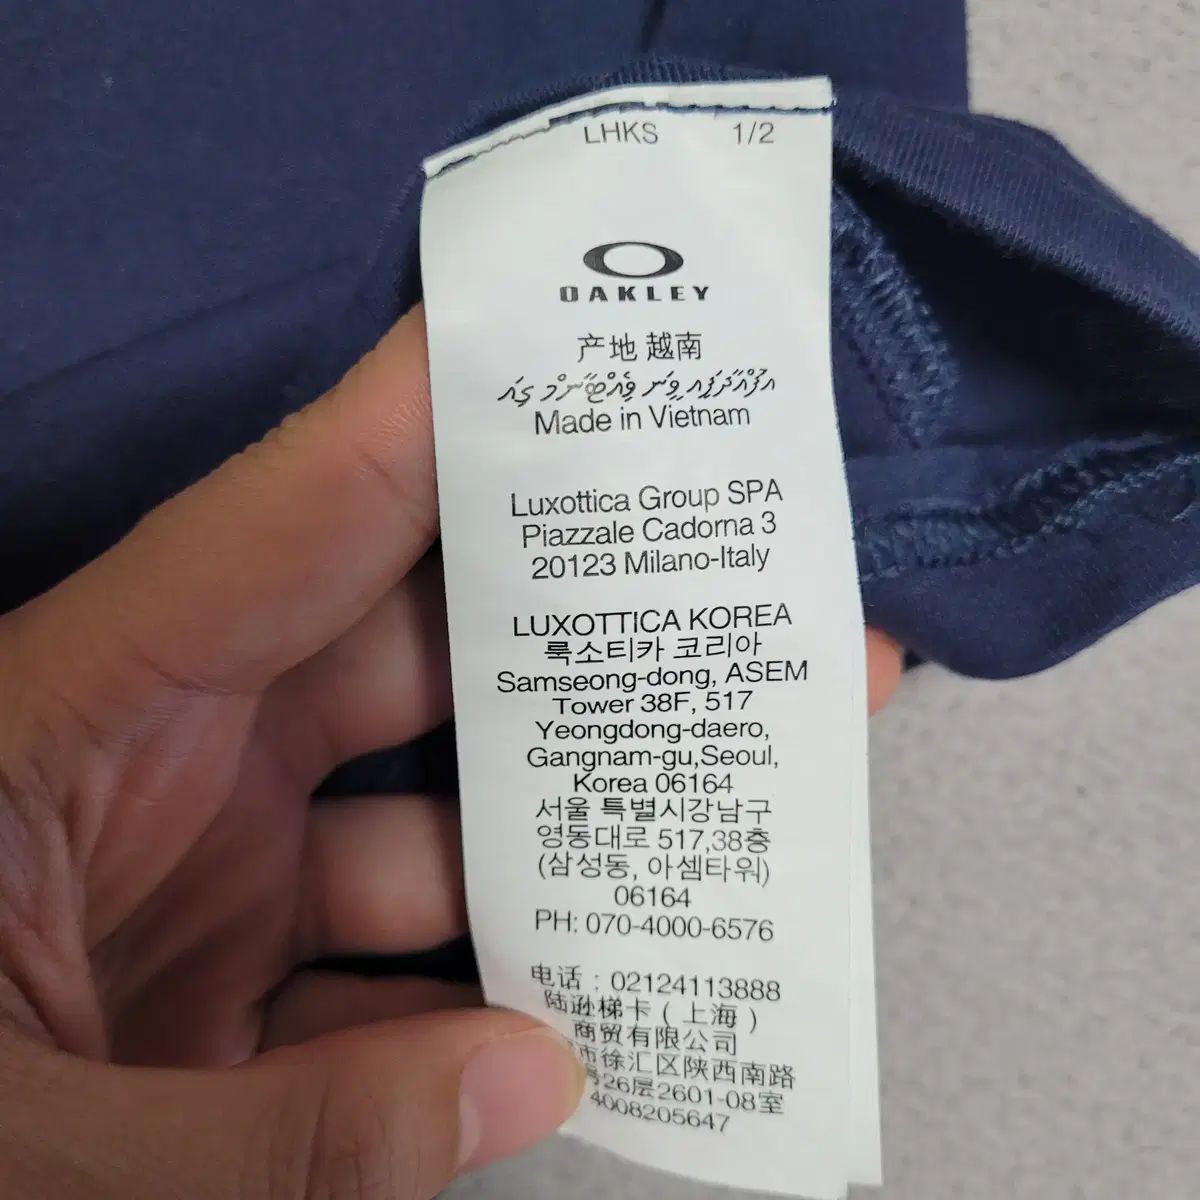 LHKS 1/2
OAKLEY
产地 越南
Made in Vietnam
Luxottica Group SPA
Piazzale Cadorna 3
20123 Milano-Italy
LUXOTTICA KOREA
룩소티카 코리아
Samseong-dong, ASEM
Tower 38F, 517
Yeongdong-daero,
Gangnam-gu,Seoul,
Korea 06164
서울 특별시강남구
영동대로 517,38층
(삼성동, 아셈타워)
06164
PH: 070-4000-6576
电话 : 02124113888
陆逊梯卡 ( 上海 )
商贸有限公司
市徐汇区陕西南路
号26层2601-08室
4008205647